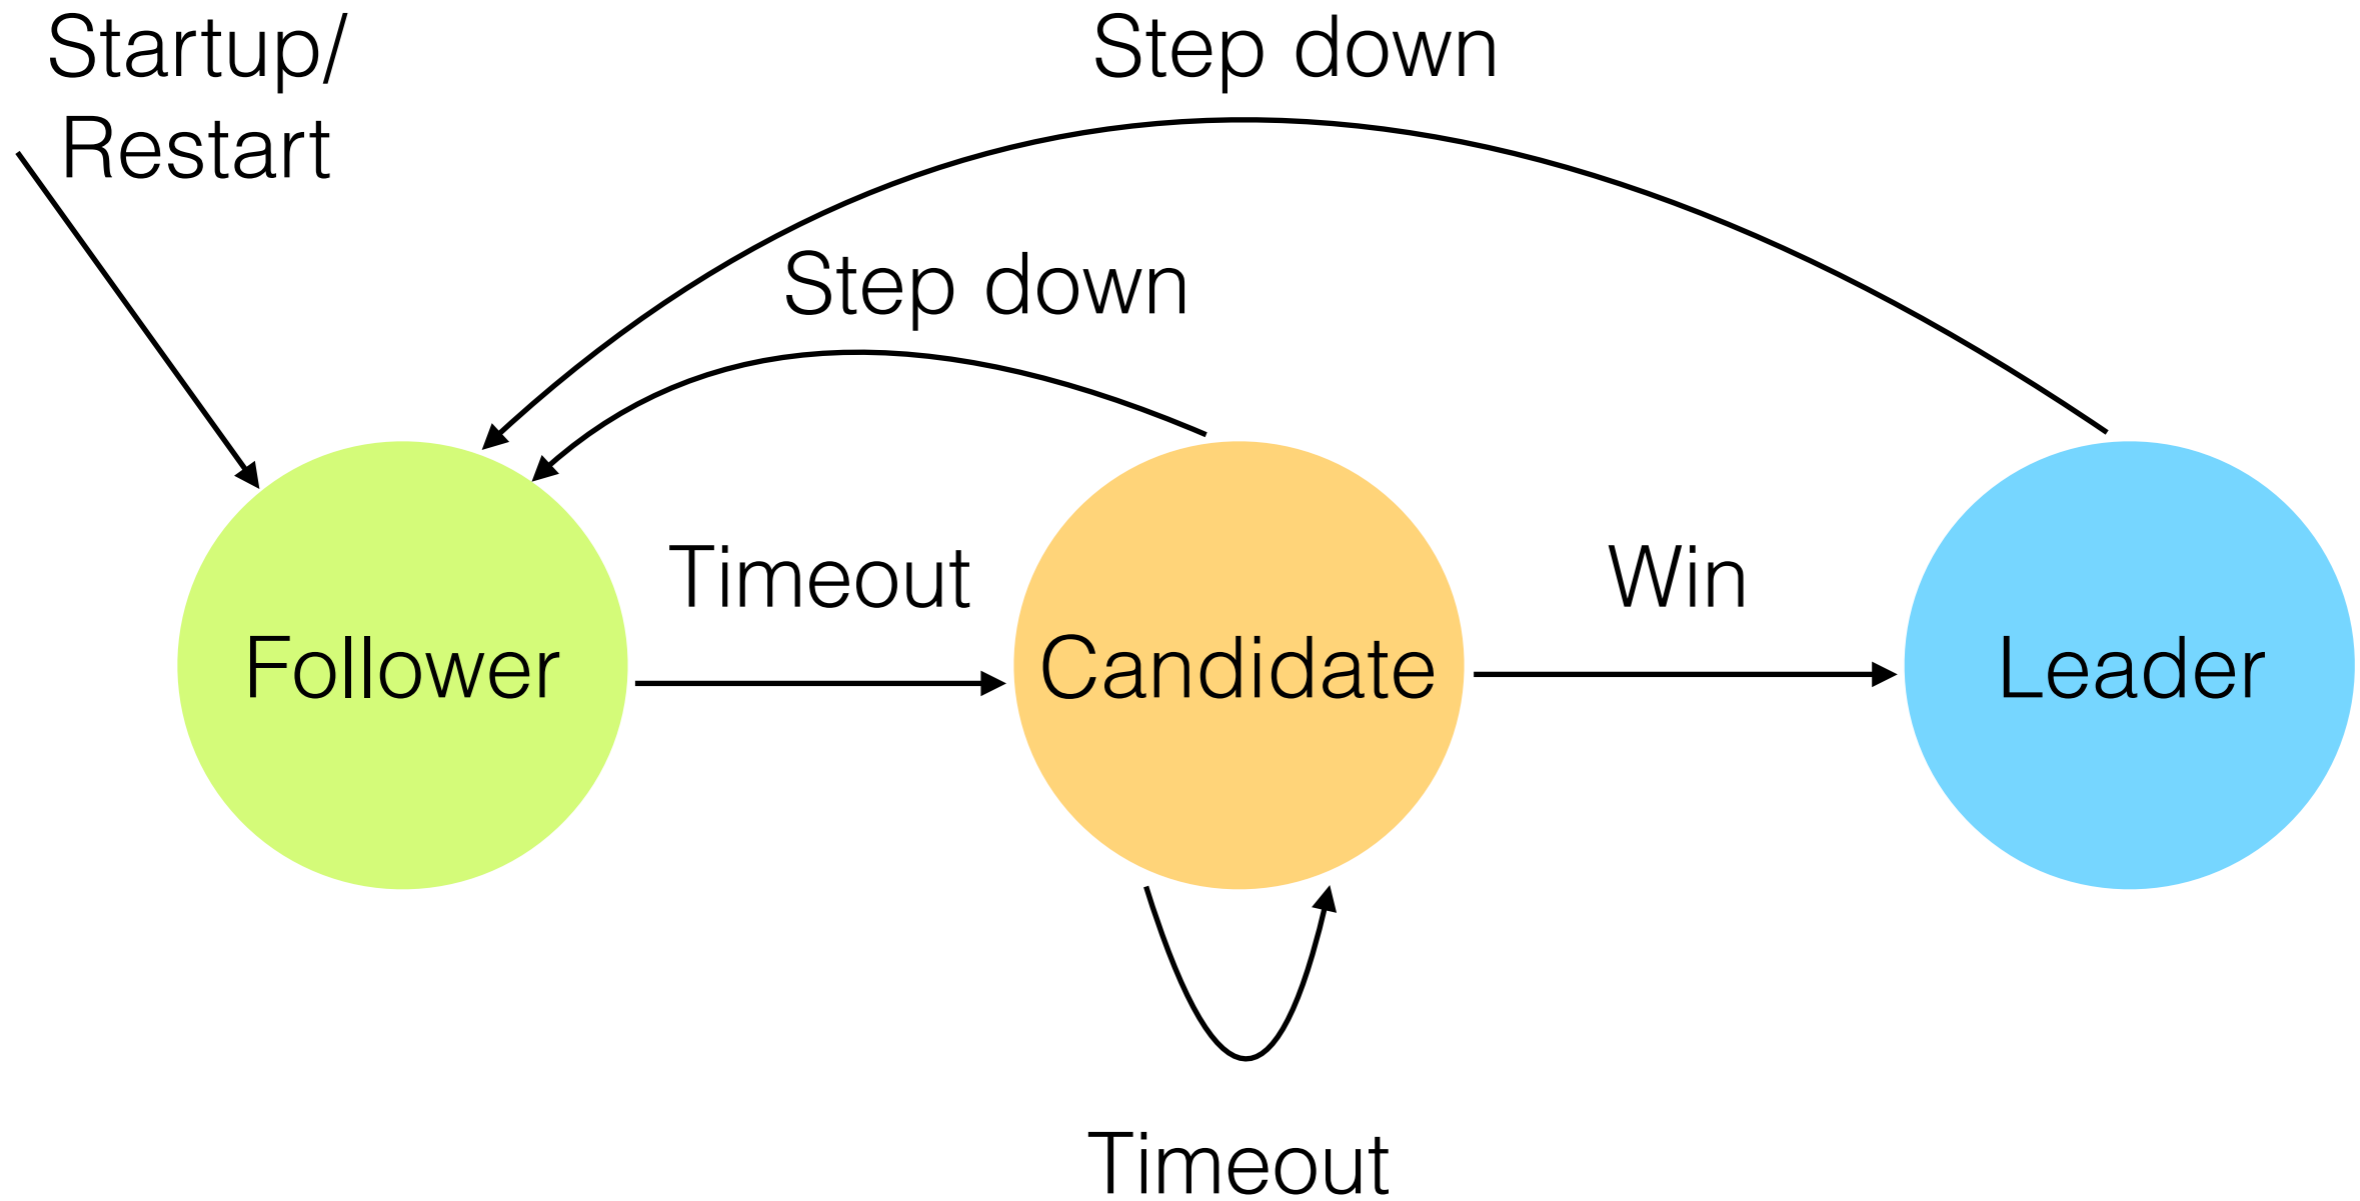 Startup/
Restart
Step down
Step down
Timeout
Win
Follower
Candidate
Leader
Timeout